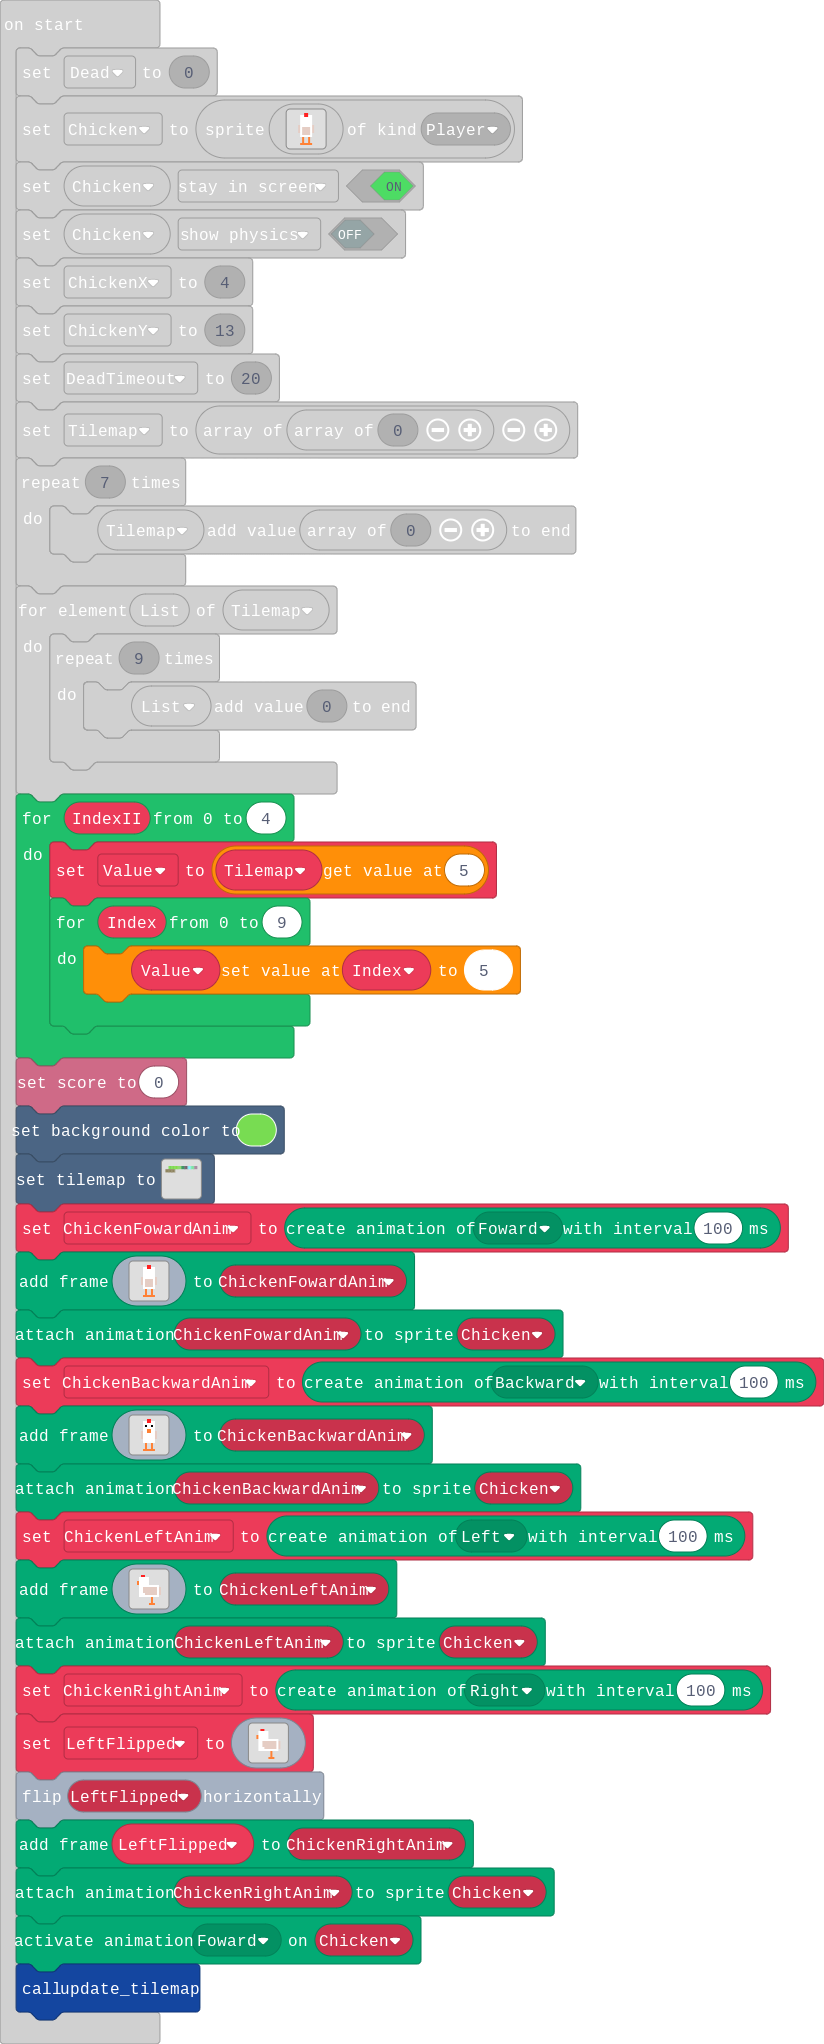 on start
set Dead to 0
set Chicken to sprite of kind Player
set Chicken stay in screen ON
set Chicken show physics OFF
set ChickenX to 4
set ChickenY to 13
set DeadTimeout to 20
set Tilemap to array of array of 0
repeat 7 times
do Tilemap add value array of 0 to end
for element List of Tilemap
do repeat 9 times
do List add value 0 to end
for IndexII from 0 to 4
do set Value to Tilemap get value at 5
for Index from 0 to 9
do Value set value at Index to 5
set score to 0
set background color to
set tilemap to
set ChickenFowardAnim to create animation of Foward with interval 100 ms
add frame to ChickenFowardAnim
attach animation ChickenFowardAnim to sprite Chicken
set ChickenBackwardAnim to create animation of Backward with interval 100 ms
add frame to ChickenBackwardAnim
attach animation ChickenBackwardAnim to sprite Chicken
set ChickenLeftAnim to create animation of Left with interval 100 ms
add frame to ChickenLeftAnim
attach animation ChickenLeftAnim to sprite Chicken
set ChickenRightAnim to create animation of Right with interval 100 ms
set LeftFlipped to
flip LeftFlipped horizontally
add frame LeftFlipped to ChickenRightAnim
attach animation ChickenRightAnim to sprite Chicken
activate animation Foward on Chicken
call update_tilemap